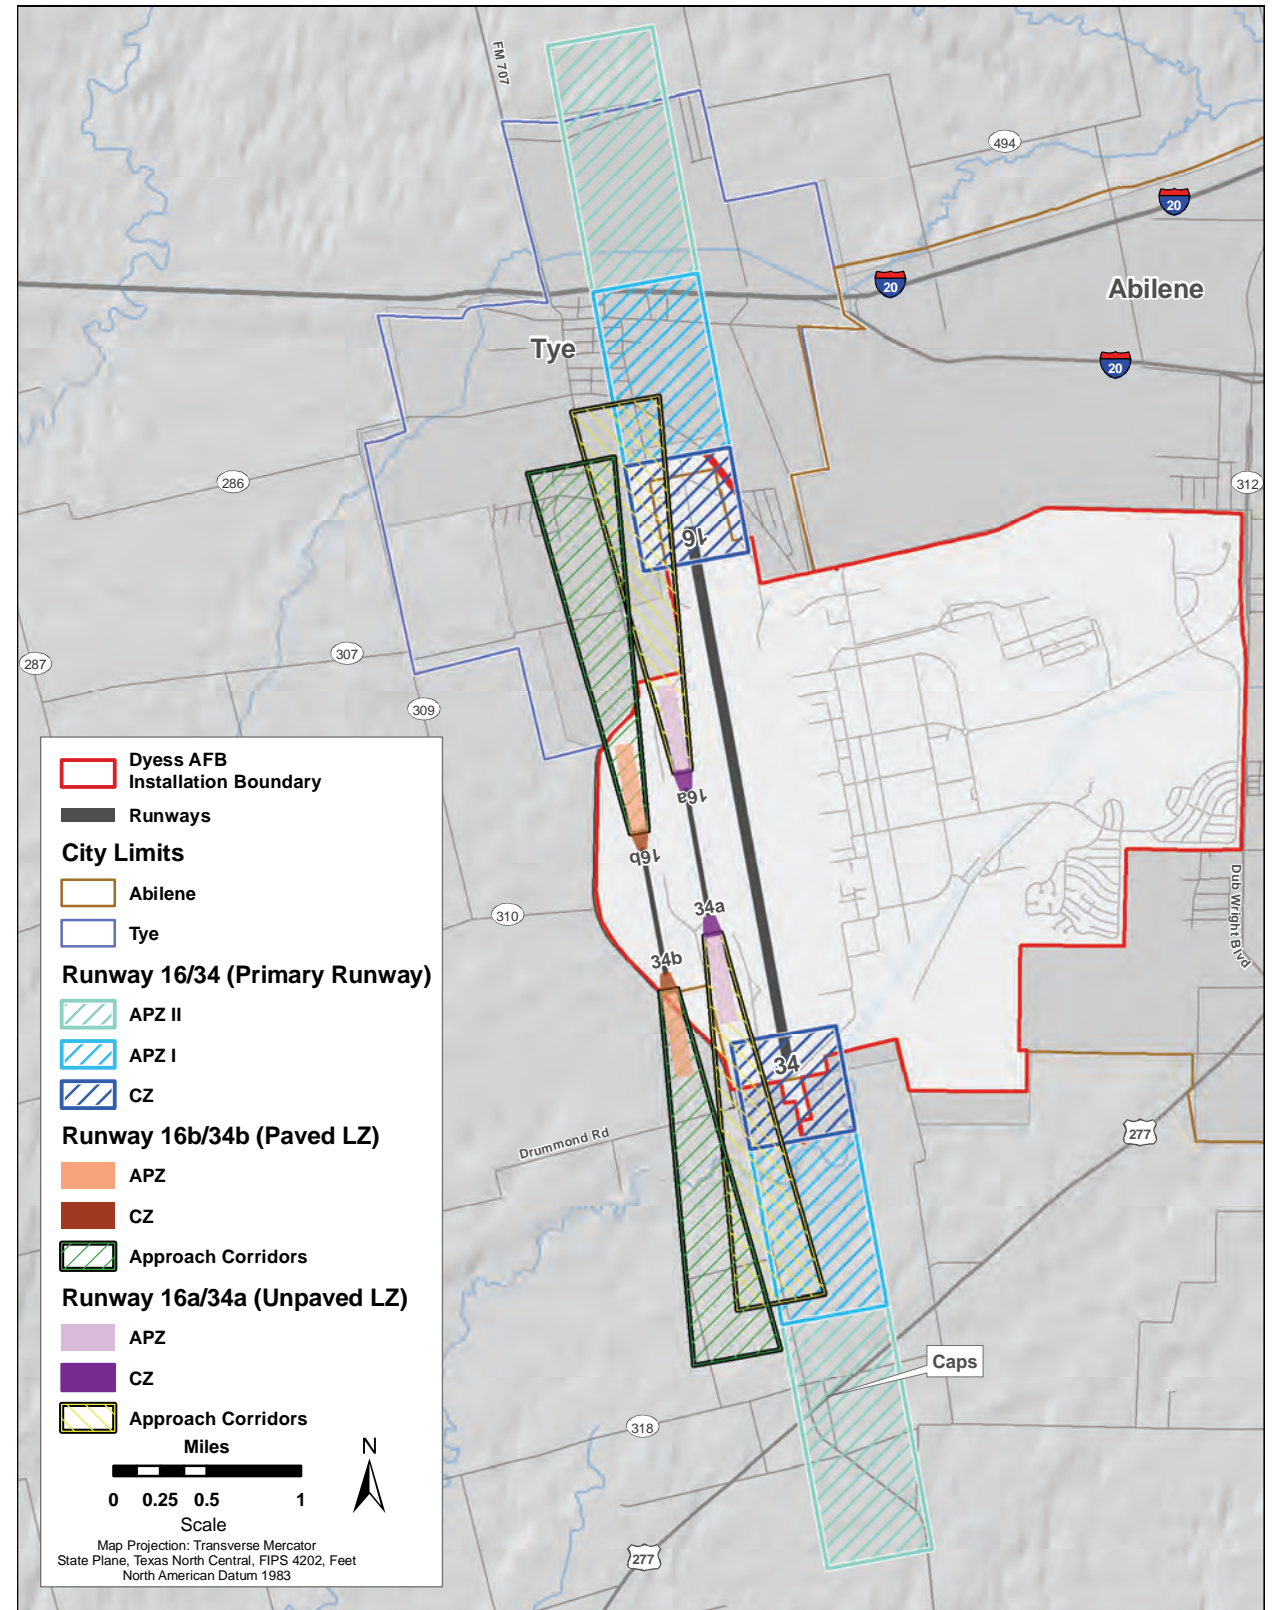 FM 707
494
20
20
Abilene
Tye
20
286
312
16
287
307
309
16a
16b
34a
310
34b
Dub Wright Blvd
34
277
Drummond Rd
Caps
318
277
Dyess AFB
Installation Boundary
Runways
City Limits
Abilene
Tye
Runway 16/34 (Primary Runway)
APZ II
APZ I
CZ
Runway 16b/34b (Paved LZ)
APZ
CZ
Approach Corridors
Runway 16a/34a (Unpaved LZ)
APZ
CZ
Approach Corridors
Miles
N
0 0.25 0.5 1
Scale
Map Projection: Transverse Mercator
State Plane, Texas North Central, FIPS 4202, Feet
North American Datum 1983